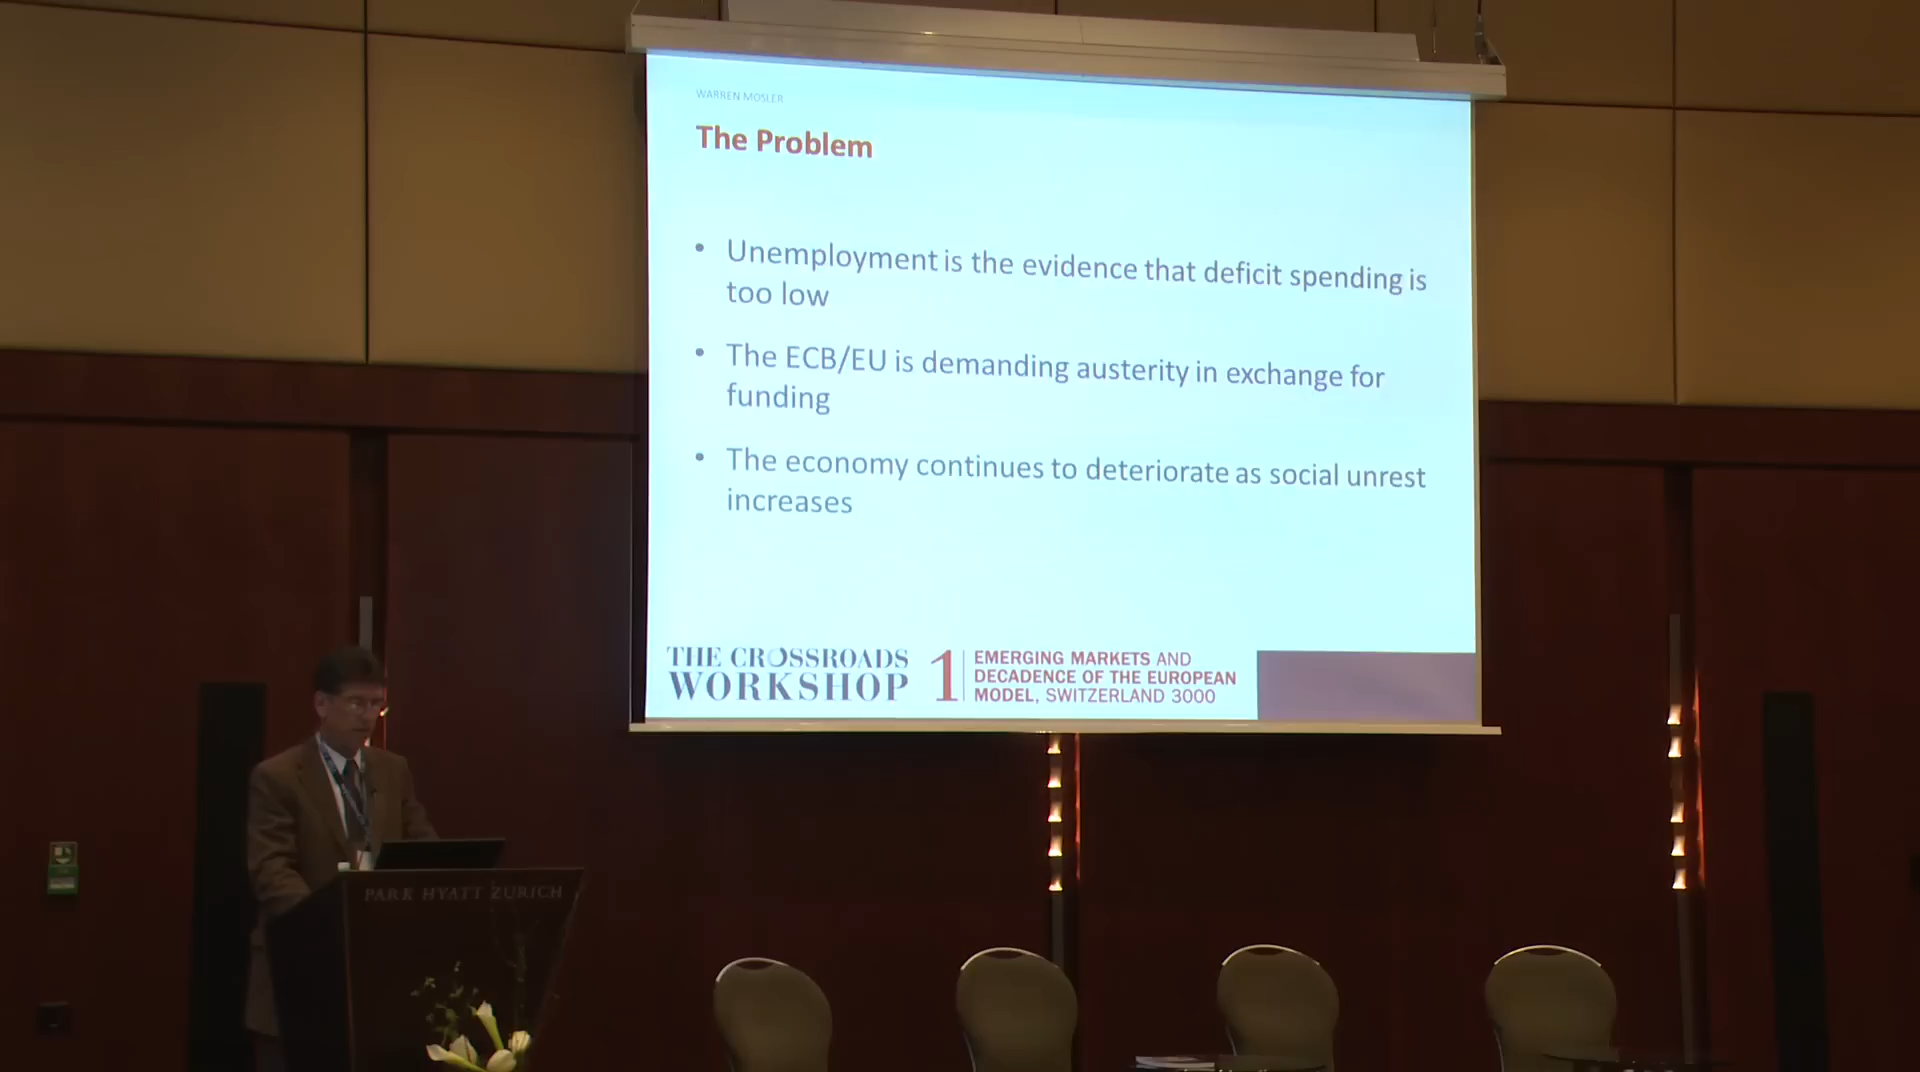 WARREN MOSLER
The Problem
• Unemployment is the evidence that deficit spending is
too low
• The ECB/EU is demanding austerity in exchange for
funding
• The economy continues to deteriorate as social unrest
increases
THE CROSSROADS
WORKSHOP
1
EMERGING MARKETS AND
DECADENCE OF THE EUROPEAN
MODEL, SWITZERLAND 3000
PARK HYATT ZURICH